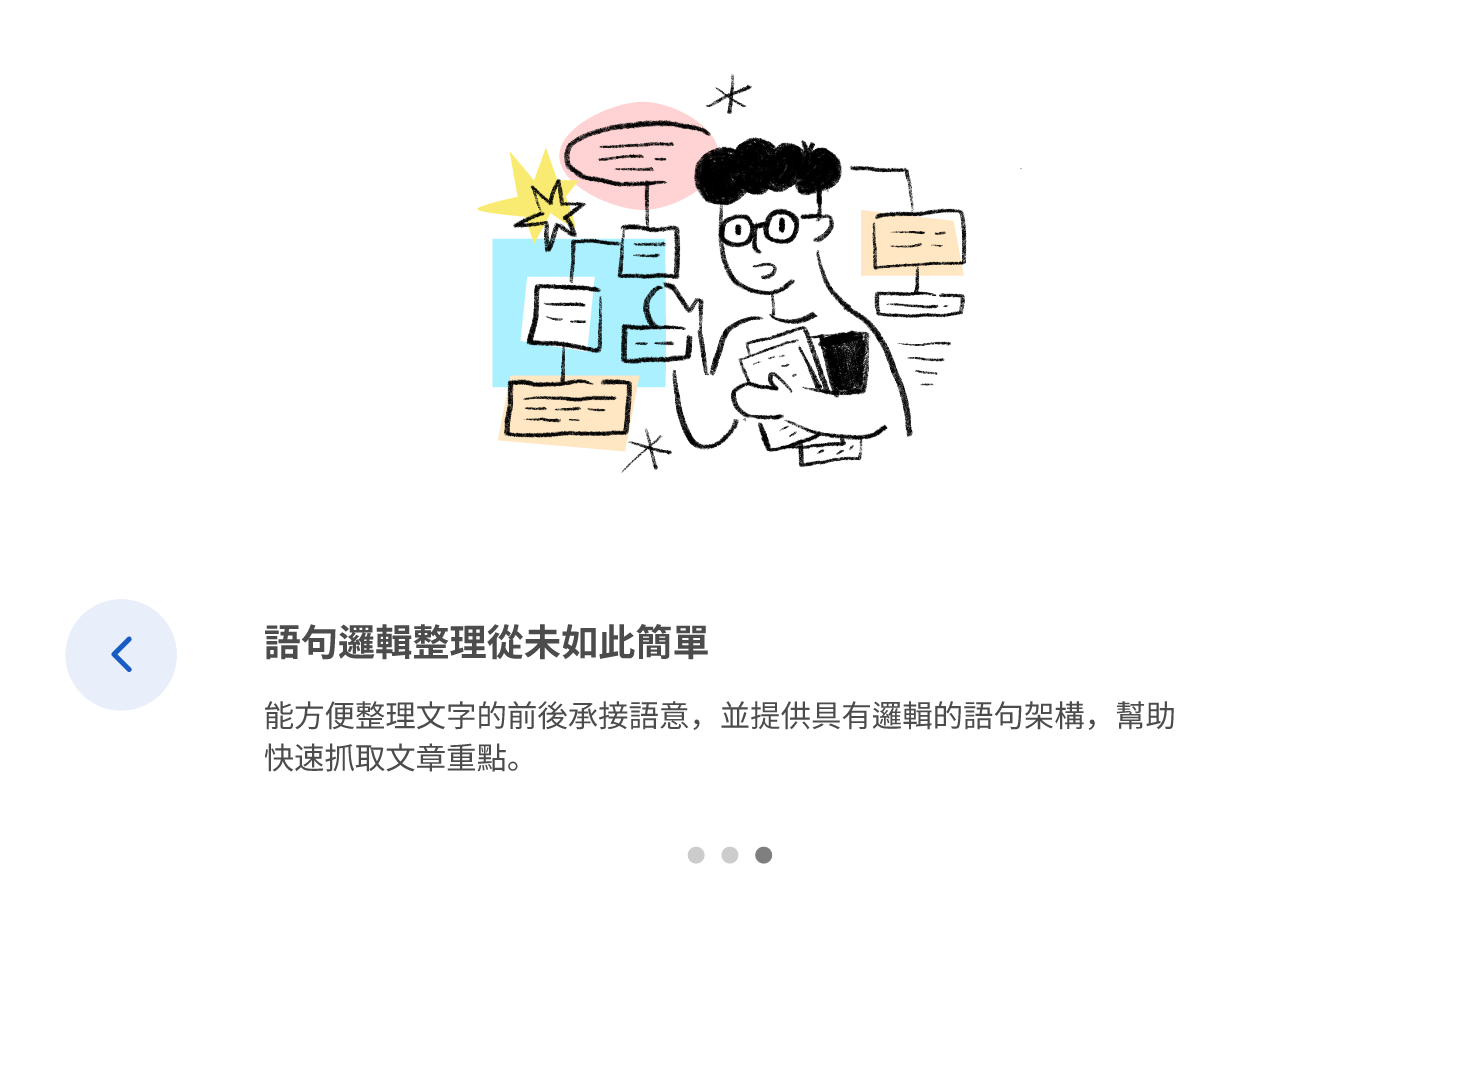 語句邏輯整理從未如此簡單
能方便整理文字的前後承接語意，並提供具有邏輯的語句架構，幫助
快速抓取文章重點。